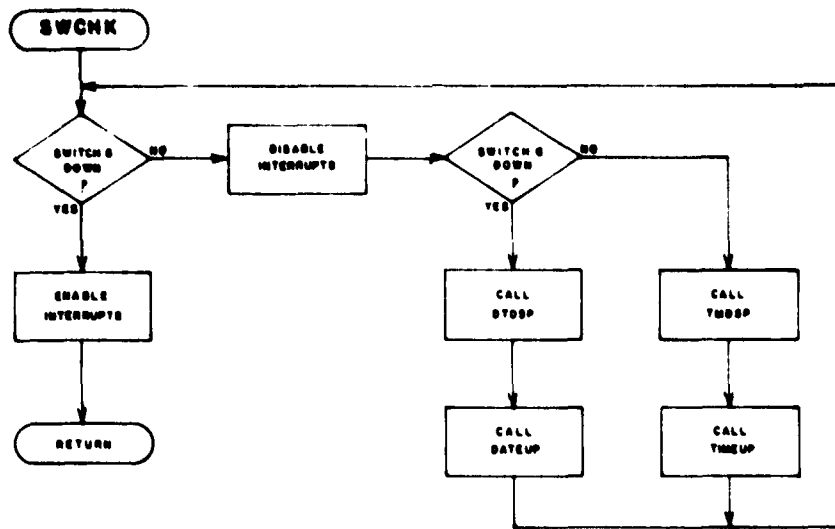 SWCHK
SWITCH 6
DOWN
?
NO
YES
DISABLE
INTERRUPTS
SWITCH 6
DOWN
?
NO
YES
ENABLE
INTERRUPTS
CALL
DTDSP
CALL
TMDSP
RETURN
CALL
DATEUP
CALL
TIMEUP